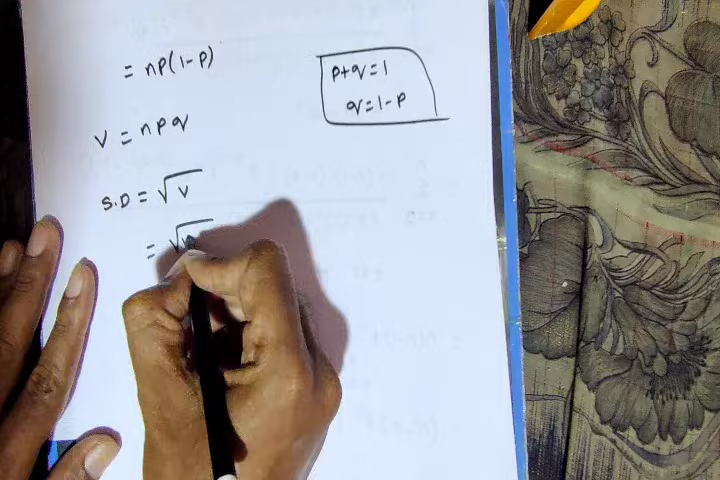 = np(1-p)
p+q=1
q=1-p
V = npq
S.D = √V
= √n